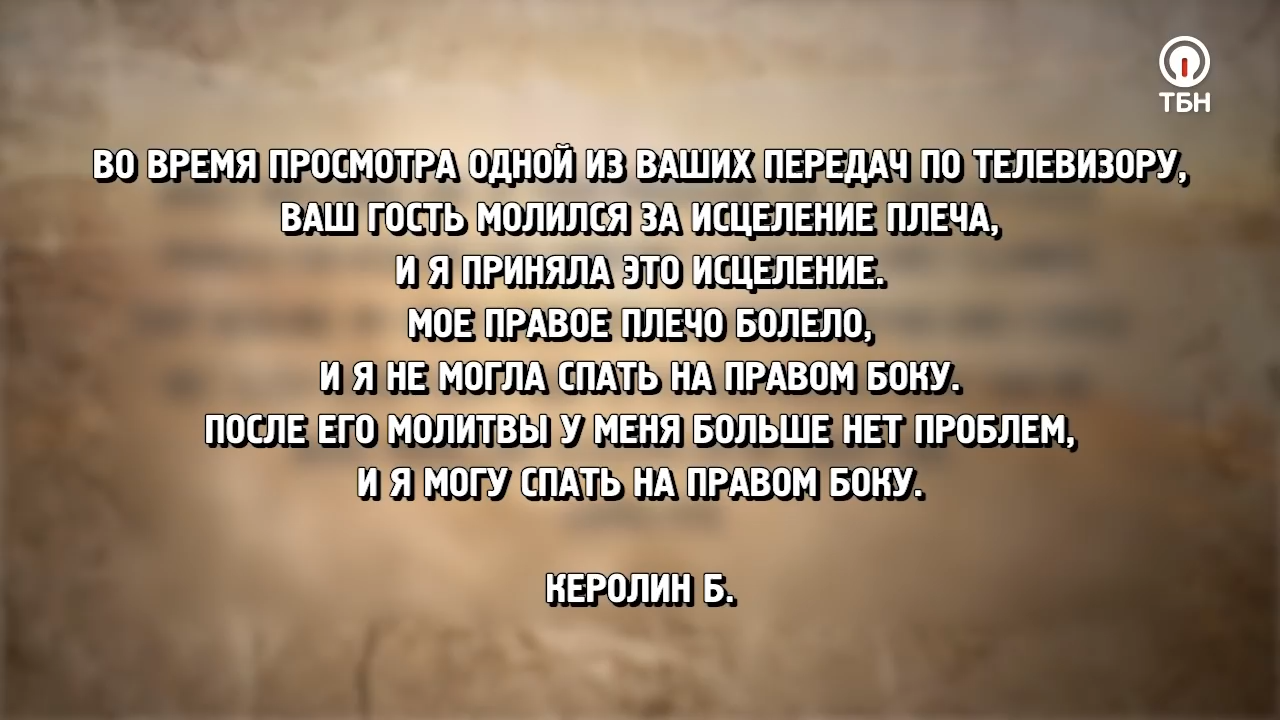 ТБН
ВО ВРЕМЯ ПРОСМОТРА ОДНОЙ ИЗ ВАШИХ ПЕРЕДАЧ ПО ТЕЛЕВИЗОРУ,
ВАШ ГОСТЬ МОЛИЛСЯ ЗА ИСЦЕЛЕНИЕ ПЛЕЧА,
И Я ПРИНЯЛА ЭТО ИСЦЕЛЕНИЕ.
МОЕ ПРАВОЕ ПЛЕЧО БОЛЕЛО,
И Я НЕ МОГЛА СПАТЬ НА ПРАВОМ БОКУ.
ПОСЛЕ ЕГО МОЛИТВЫ У МЕНЯ БОЛЬШЕ НЕТ ПРОБЛЕМ,
И Я МОГУ СПАТЬ НА ПРАВОМ БОКУ.
КЕРОЛИН Б.